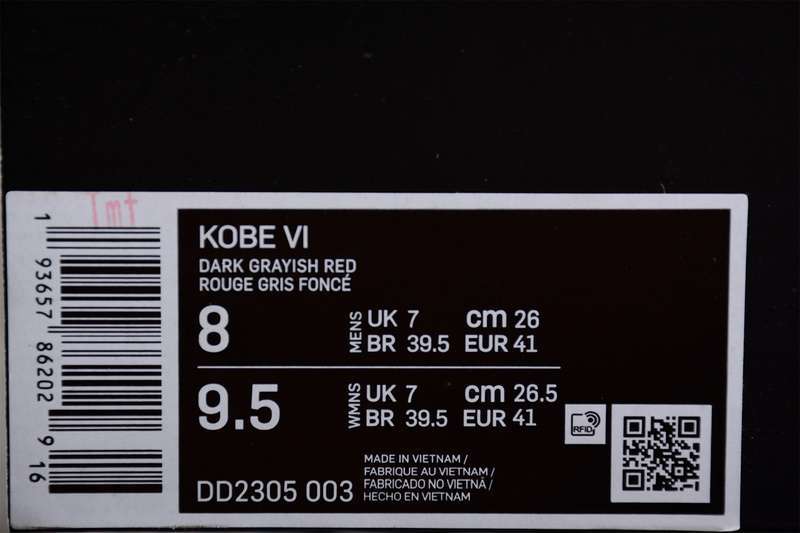 1mt
1 93657 86202 9 16
KOBE VI
DARK GRAYISH RED
ROUGE GRIS FONCÉ
8 MENS UK 7 cm 26
BR 39.5 EUR 41
9.5 WMNS UK 7 cm 26.5
BR 39.5 EUR 41
RFID
DD2305 003
MADE IN VIETNAM /
FABRIQUE AU VIETNAM /
FABRICADO NO VIETNÃ /
HECHO EN VIETNAM